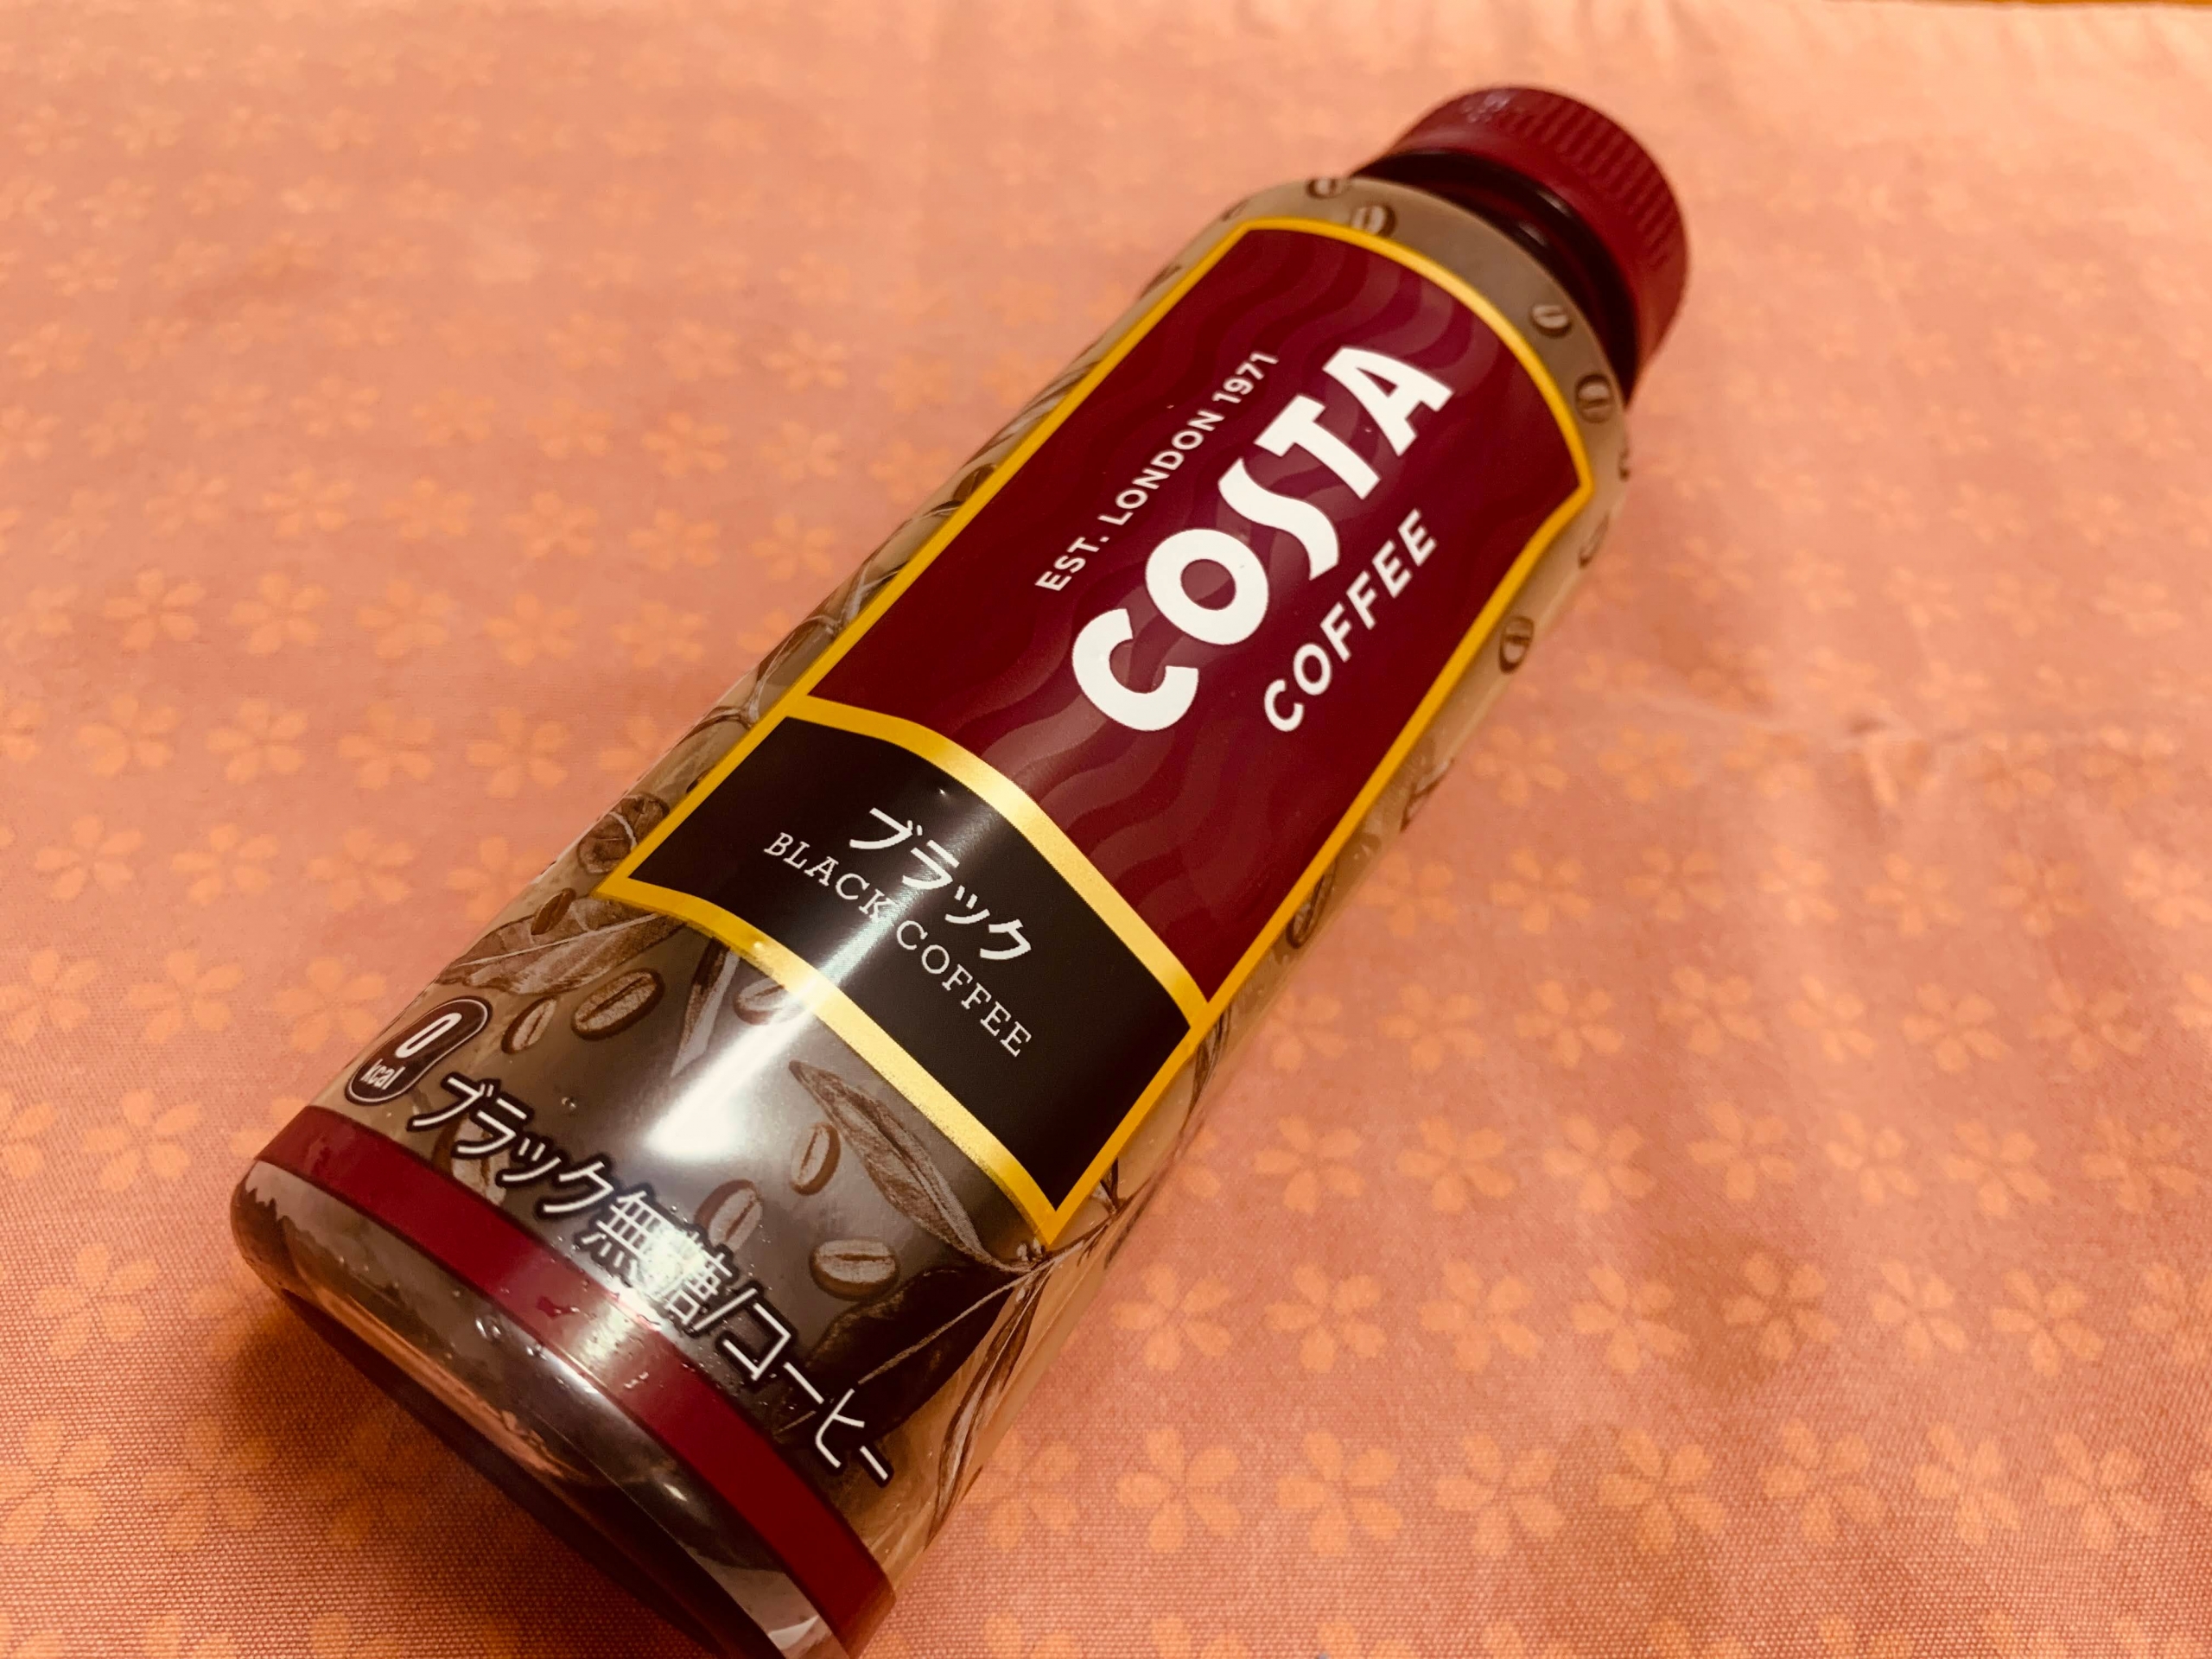 EST. LONDON 1971
COSTA
COFFEE
ブラック
BLACK COFFEE
0
kcal
ブラック無糖/コーヒー